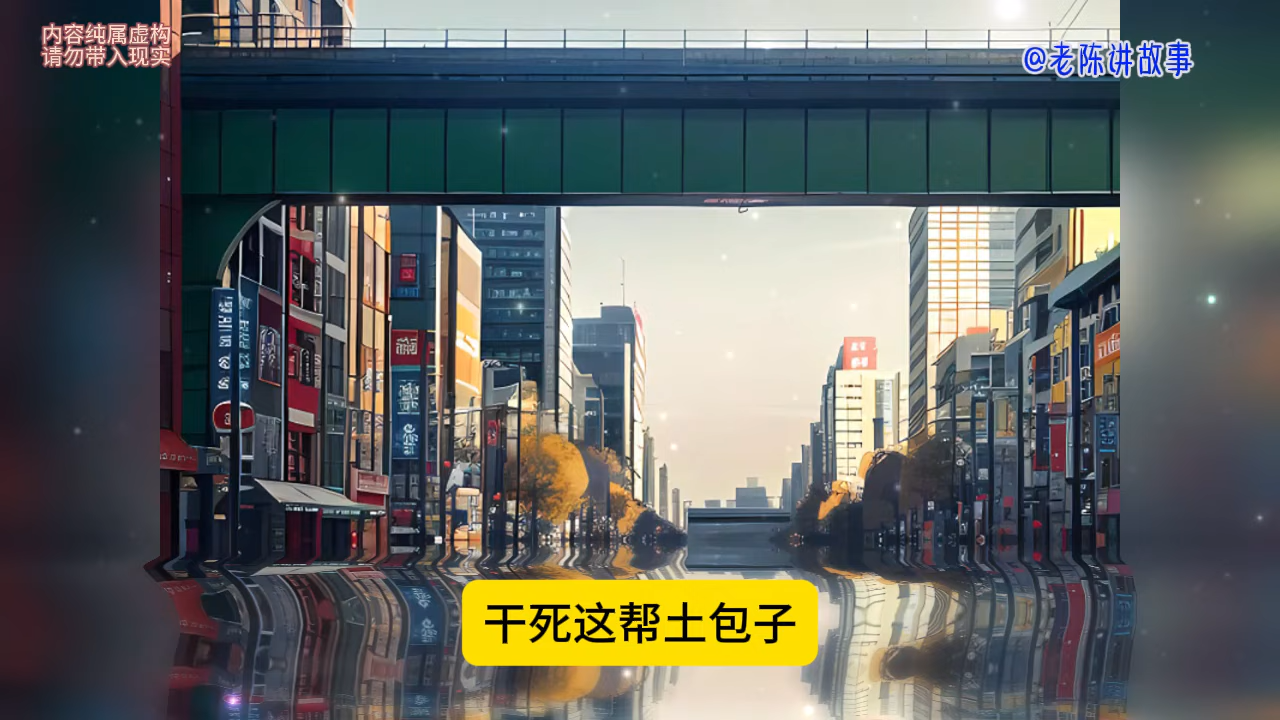 内容纯属虚构
请勿带入现实
@老陈讲故事
干死这帮土包子